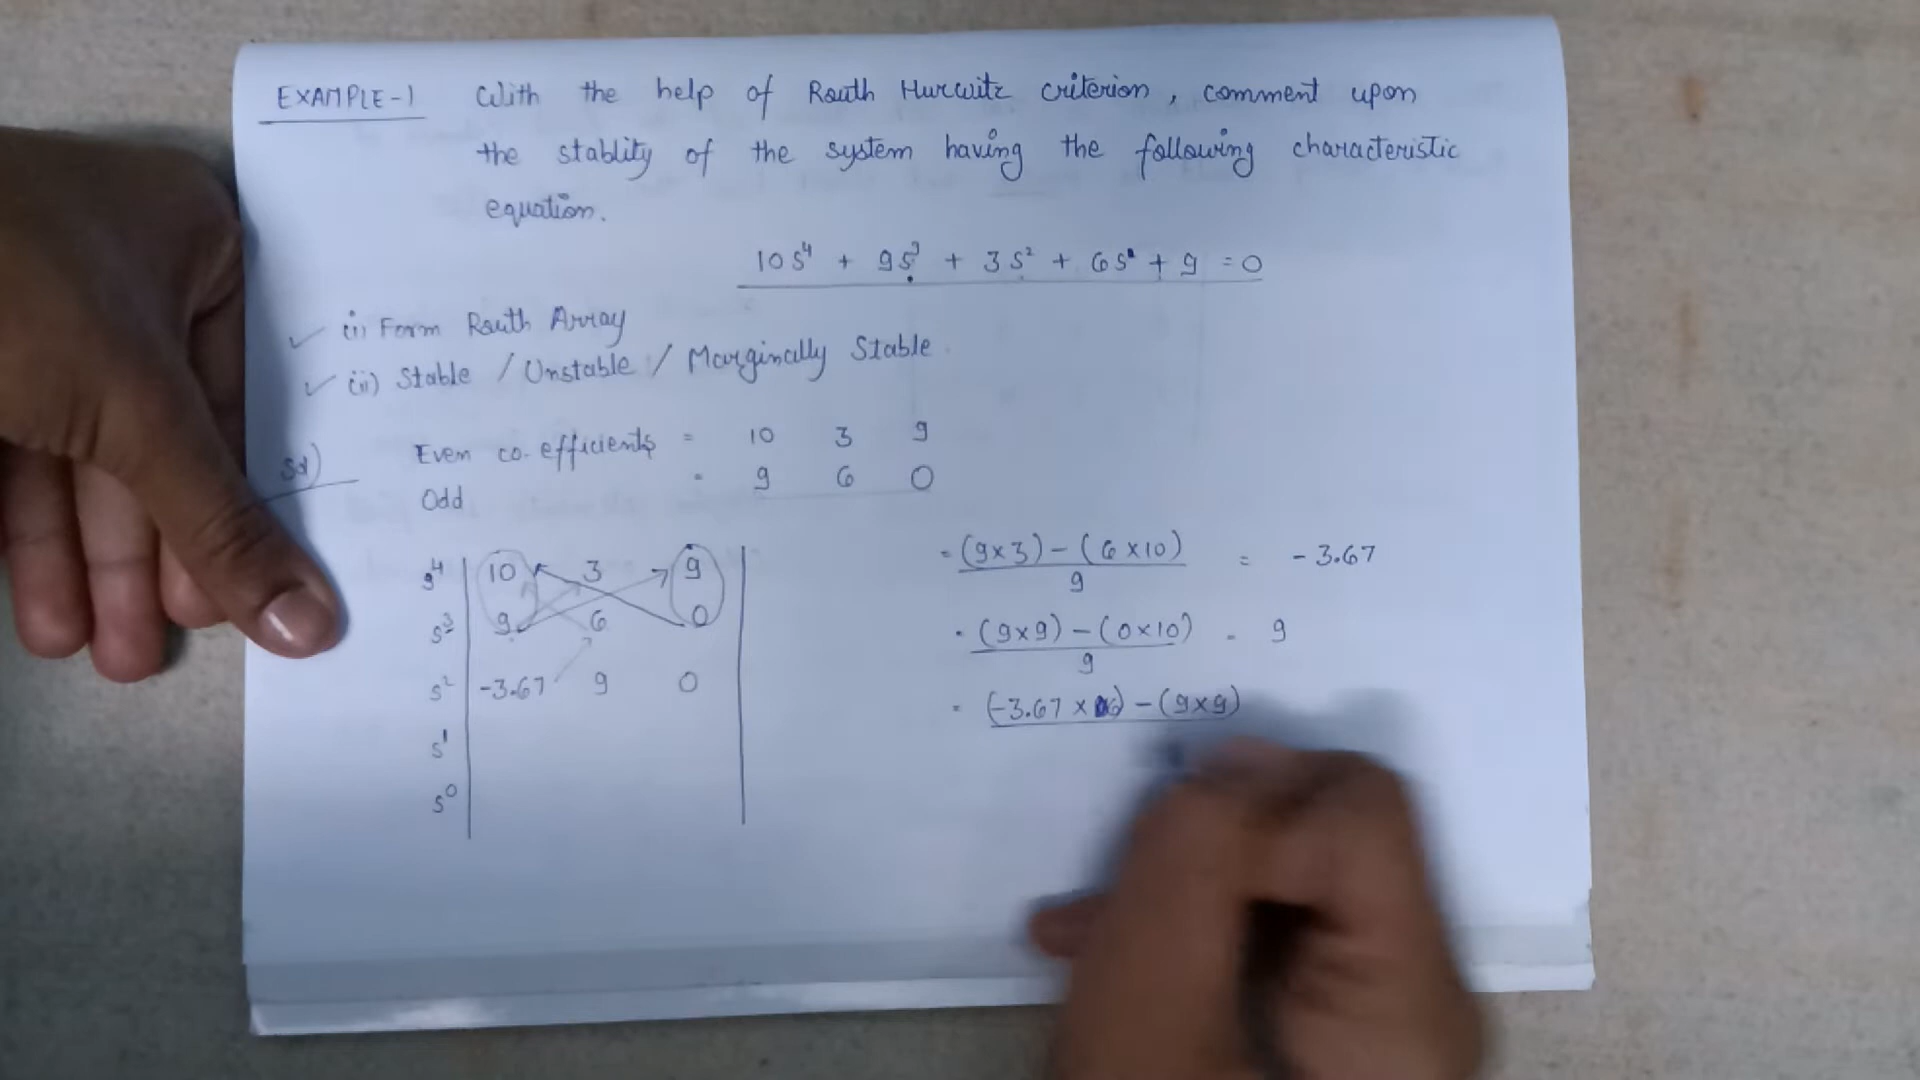 EXAMPLE-1 With the help of Routh Hurwitz criterion, comment upon
the stablity of the system having the following characteristic
equation.
10s⁴ + 9s³ + 3s² + 6s + 9 = 0
✓ (i) Form Routh Array
✓ (ii) Stable / Unstable / Marginally Stable
Sol)
Even co-efficients = 10 3 9
Odd = 9 6 0
s⁴ | 10 3 9 |
s³ | 9 6 0 |
s² | -3.67 9 0 |
s¹
s⁰
= (9×3) - (6×10) / 9 = -3.67
= (9×9) - (0×10) / 9 = 9
= (-3.67 × 6) - (9×9)